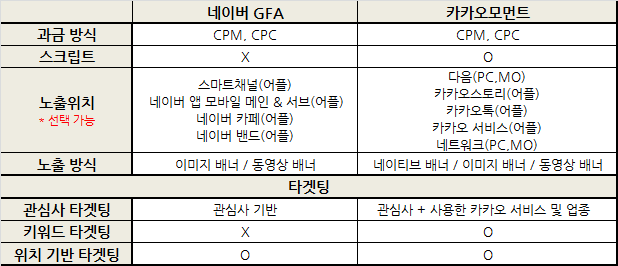 네이버 GFA 카카오모먼트
과금 방식 CPM, CPC CPM, CPC
스크립트 X O
노출위치
* 선택 가능
스마트채널(어플)
네이버 앱 모바일 메인 & 서브(어플)
네이버 카페(어플)
네이버 밴드(어플)
다음(PC,MO)
카카오스토리(어플)
카카오톡(어플)
카카오 서비스(어플)
네트워크(PC,MO)
노출 방식 이미지 배너 / 동영상 배너 네이티브 배너 / 이미지 배너 / 동영상 배너
타겟팅
관심사 타겟팅 관심사 기반 관심사 + 사용한 카카오 서비스 및 업종
키워드 타겟팅 X O
위치 기반 타겟팅 O O